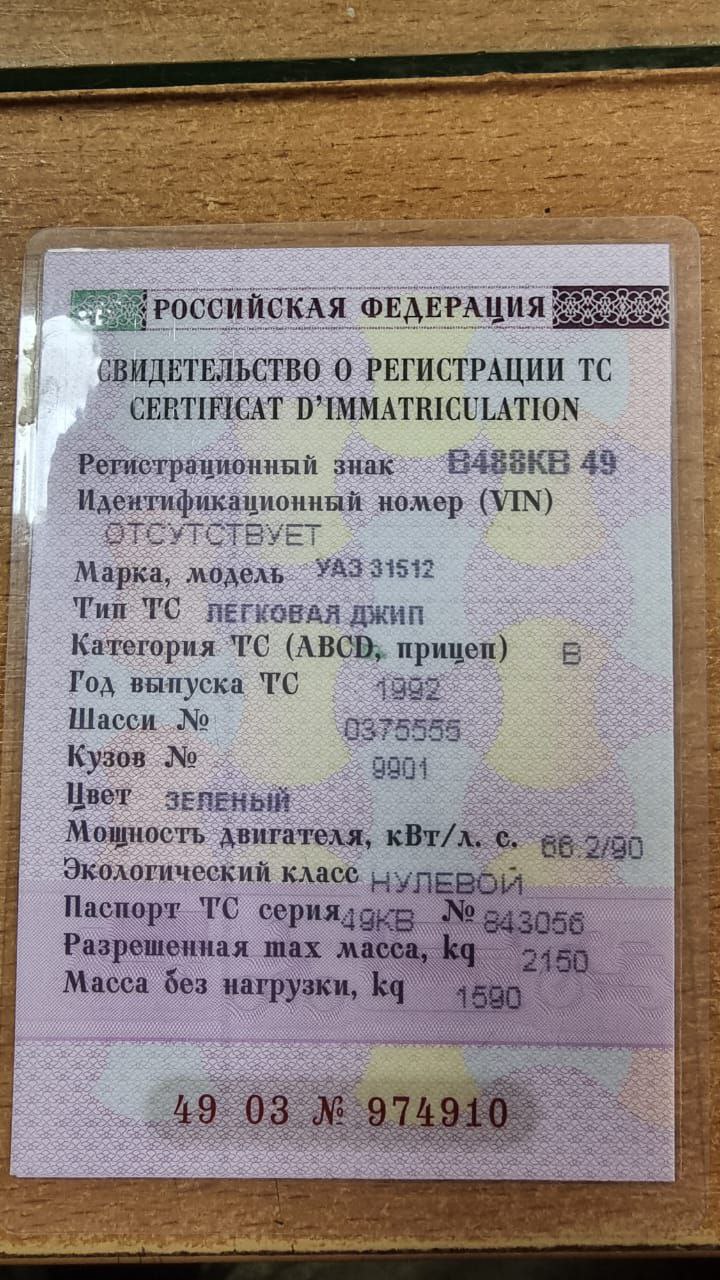 РОССИЙСКАЯ ФЕДЕРАЦИЯ
СВИДЕТЕЛЬСТВО О РЕГИСТРАЦИИ ТС
CERTIFICAT D'IMMATRICULATION
Регистрационный знак В488КВ 49
Идентификационный номер (VIN)
ОТСУТСТВУЕТ
Марка, модель УАЗ 31512
Тип ТС ЛЕГКОВАЯ ДЖИП
Категория ТС (ABCD, прицеп) В
Год выпуска ТС 1992
Шасси № 0375555
Кузов № 9901
Цвет ЗЕЛЕНЫЙ
Мощность двигателя, кВт/л. с. 66.2/90
Экологический класс НУЛЕВОЙ
Паспорт ТС серия 49КВ № 843056
Разрешенная max масса, kq 2150
Масса без нагрузки, kq 1590
49 03 № 974910